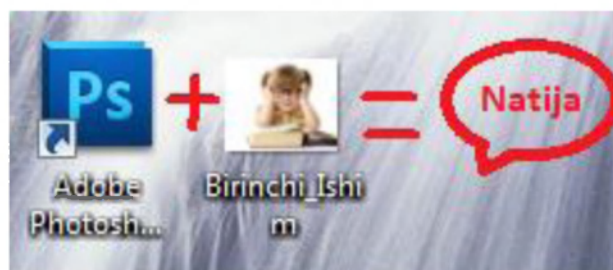 Ps
Adobe
Photosh...
+
Birinchi_Ishi
m
=
Natija